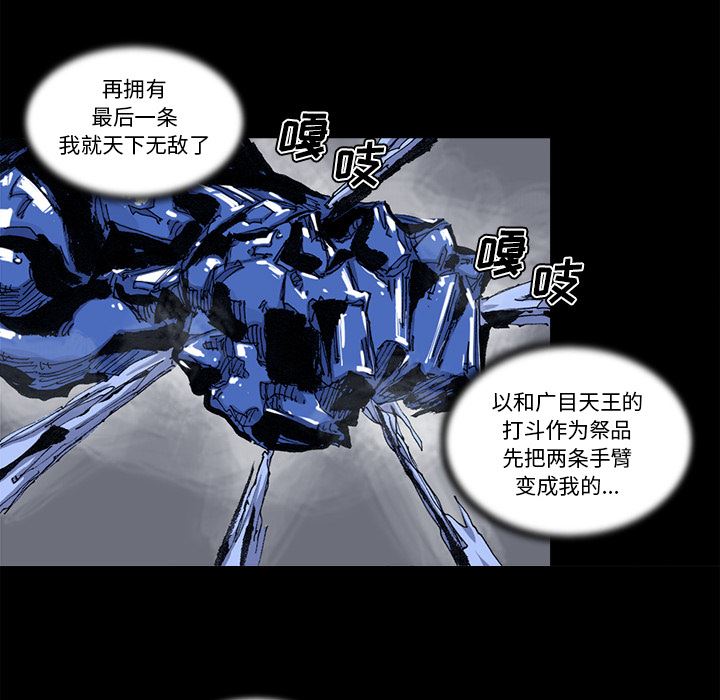 再拥有
最后一条
我就天下无敌了
嘎吱
嘎吱
以和广目天王的
打斗作为祭品
先把两条手臂
变成我的...